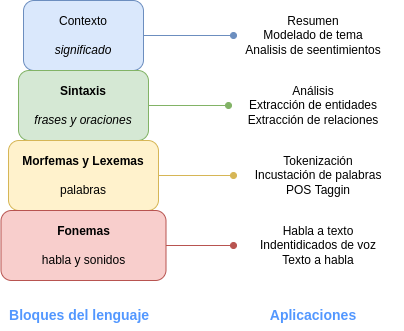 Contexto
significado
Resumen
Modelado de tema
Analisis de seentimientos
Sintaxis
frases y oraciones
Análisis
Extracción de entidades
Extracción de relaciones
Morfemas y Lexemas
palabras
Tokenización
Incustación de palabras
POS Taggin
Fonemas
habla y sonidos
Habla a texto
Indentidicados de voz
Texto a habla
Bloques del lenguaje
Aplicaciones